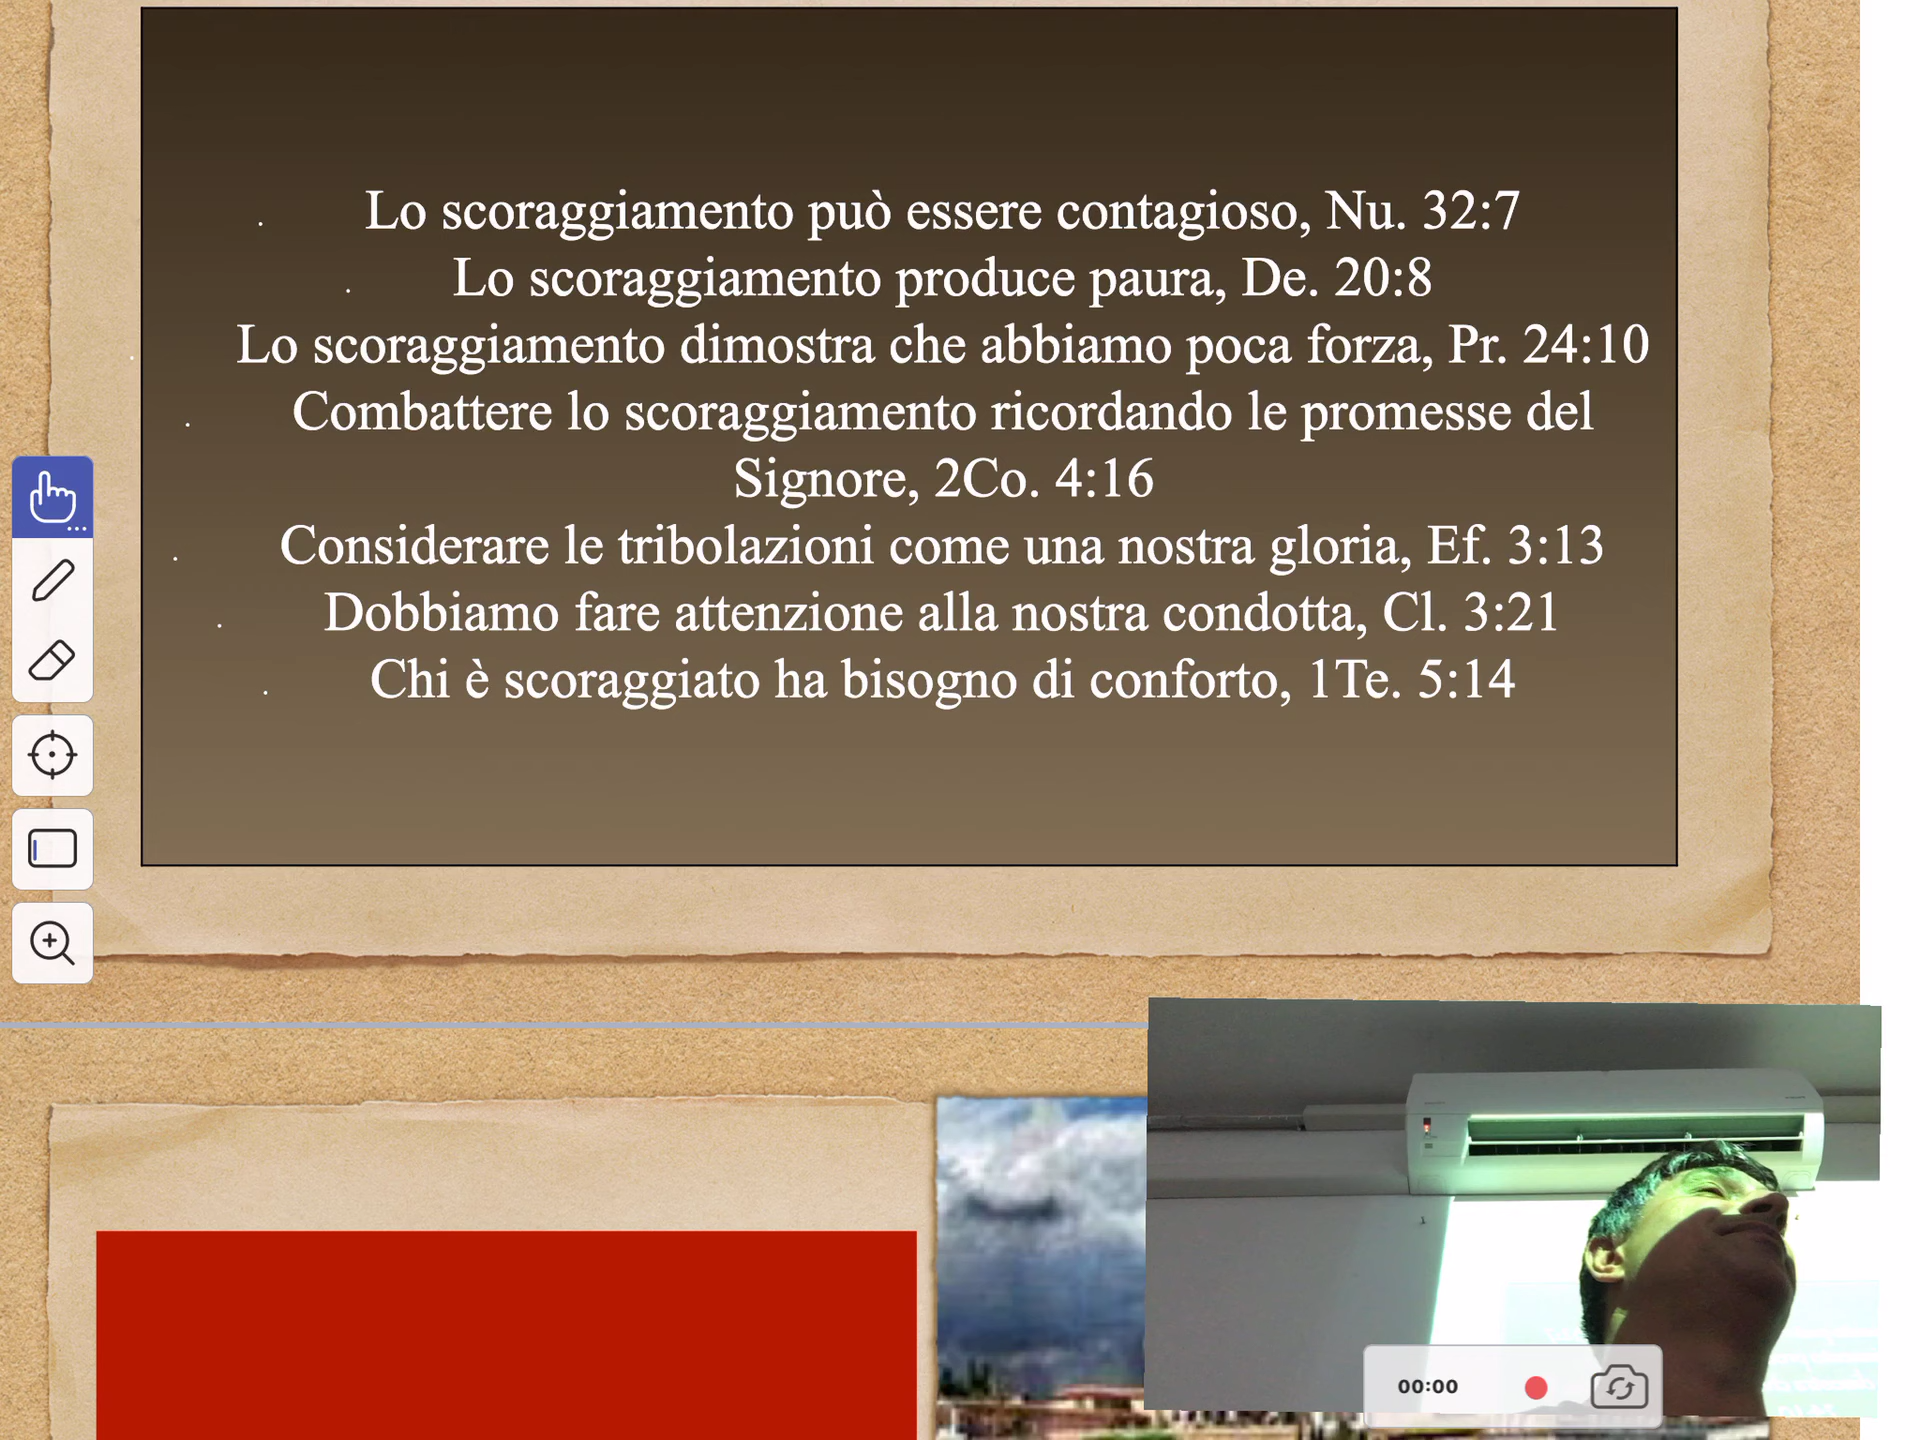 Lo scoraggiamento può essere contagioso, Nu. 32:7
Lo scoraggiamento produce paura, De. 20:8
Lo scoraggiamento dimostra che abbiamo poca forza, Pr. 24:10
Combattere lo scoraggiamento ricordando le promesse del
Signore, 2Co. 4:16
Considerare le tribolazioni come una nostra gloria, Ef. 3:13
Dobbiamo fare attenzione alla nostra condotta, Cl. 3:21
Chi è scoraggiato ha bisogno di conforto, 1Te. 5:14
00:00